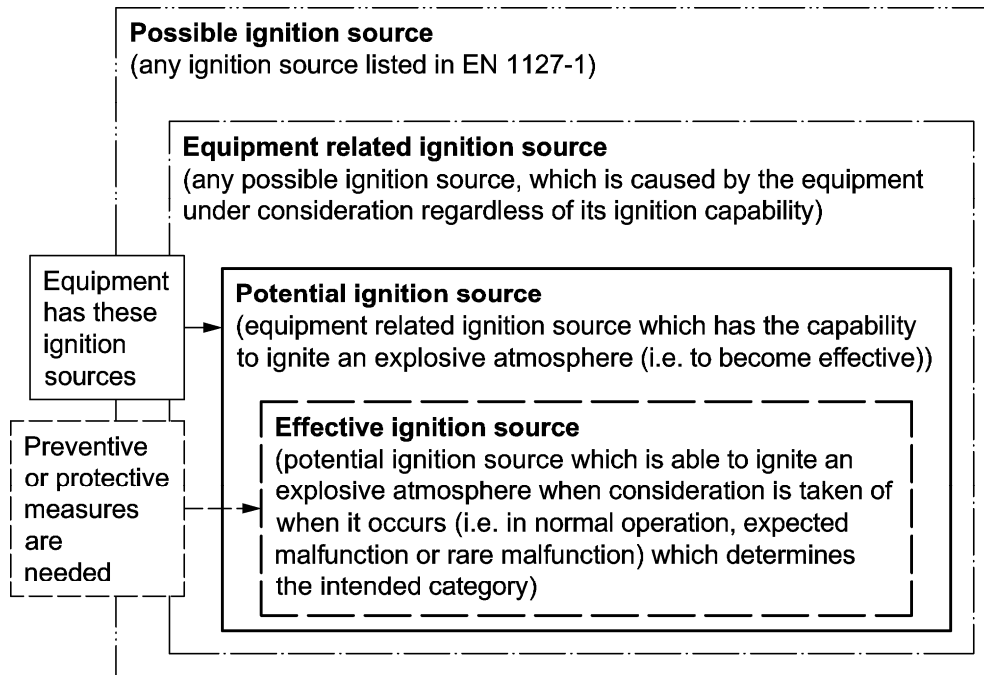 Possible ignition source
(any ignition source listed in EN 1127-1)
Equipment related ignition source
(any possible ignition source, which is caused by the equipment
under consideration regardless of its ignition capability)
Equipment
has these
ignition
sources
Potential ignition source
(equipment related ignition source which has the capability
to ignite an explosive atmosphere (i.e. to become effective))
Preventive
or protective
measures
are
needed
Effective ignition source
(potential ignition source which is able to ignite an
explosive atmosphere when consideration is taken of
when it occurs (i.e. in normal operation, expected
malfunction or rare malfunction) which determines
the intended category)